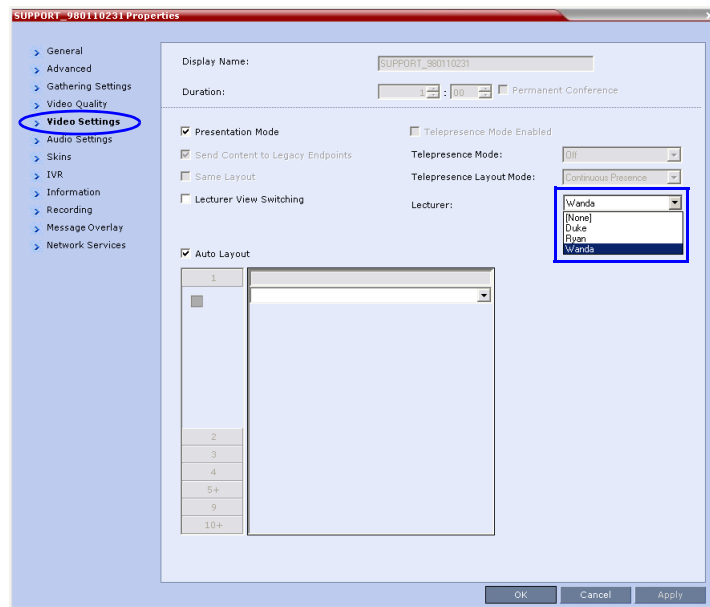 SUPPORT_980110231 Properties
General
Advanced
Gathering Settings
Video Quality
Video Settings
Audio Settings
Skins
IVR
Information
Recording
Message Overlay
Network Services
Display Name: SUPPORT_980110231
Duration: 1 : 00 Permanent Conference
Presentation Mode Telepresence Mode Enabled
Send Content to Legacy Endpoints Telepresence Mode: Off
Same Layout Telepresence Layout Mode: Continuous Presence
Lecturer View Switching Lecturer: Wanda
[None]
Duke
Ryan
Wanda
Auto Layout
1
2
3
4
5+
9
10+
OK Cancel Apply